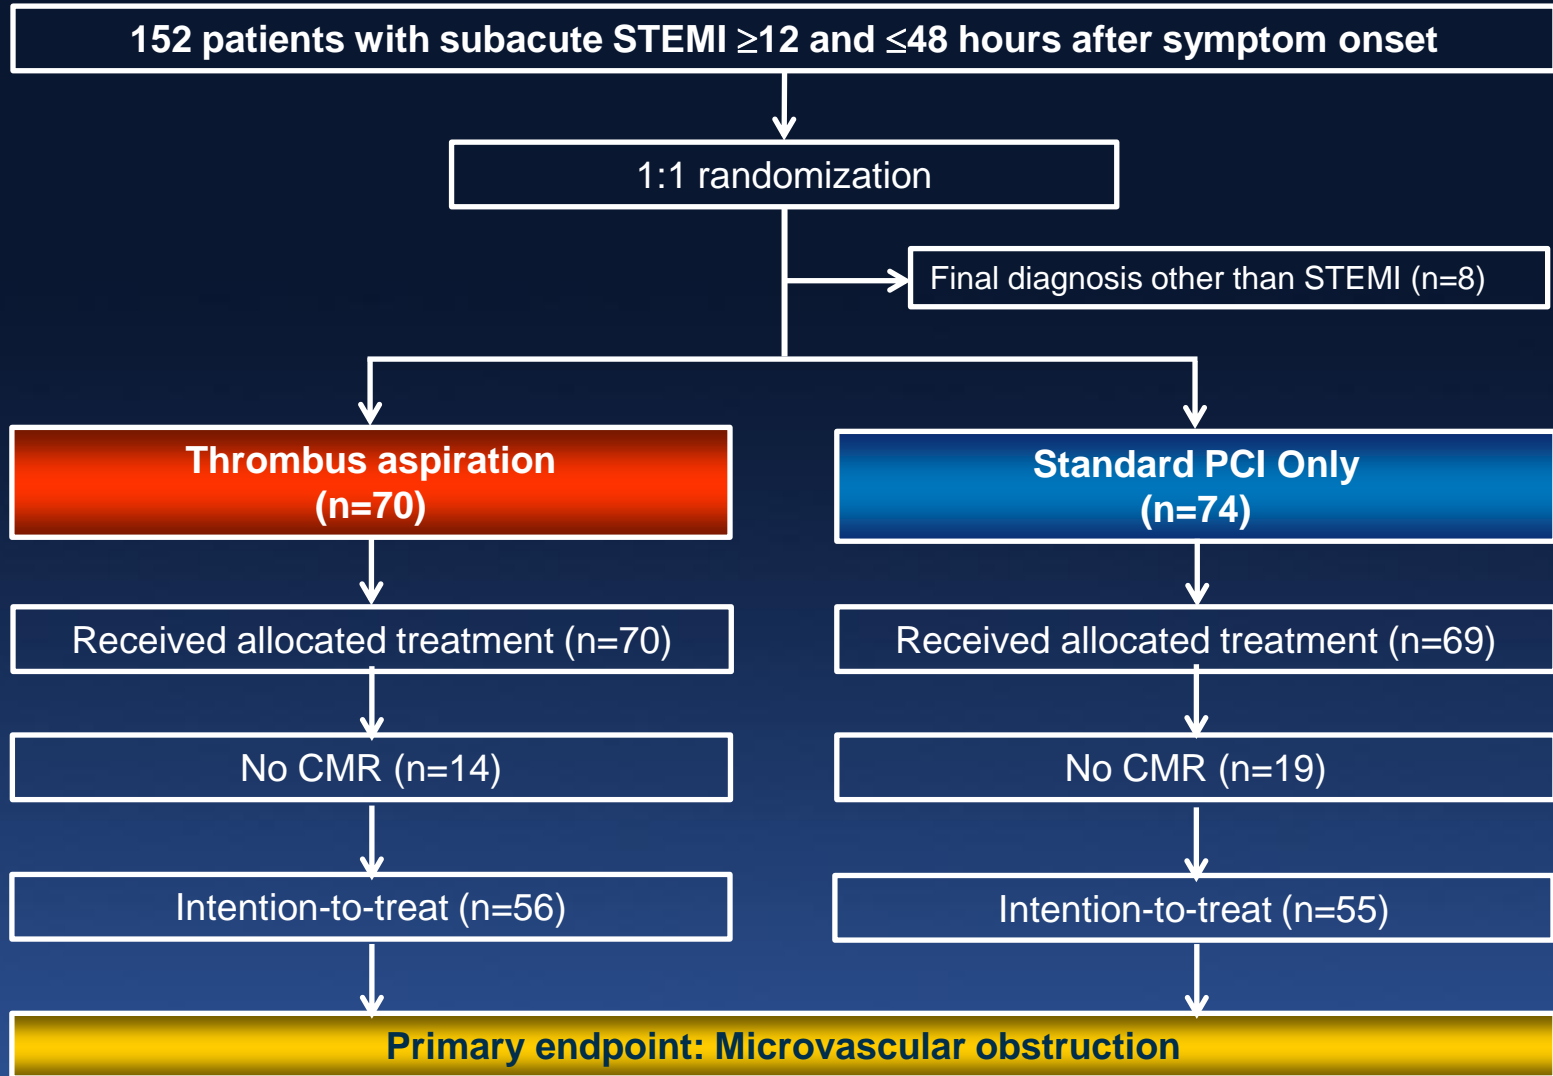 152 patients with subacute STEMI ≥12 and ≤48 hours after symptom onset
1:1 randomization
Final diagnosis other than STEMI (n=8)
Thrombus aspiration
(n=70)
Standard PCI Only
(n=74)
Received allocated treatment (n=70)
Received allocated treatment (n=69)
No CMR (n=14)
No CMR (n=19)
Intention-to-treat (n=56)
Intention-to-treat (n=55)
Primary endpoint: Microvascular obstruction